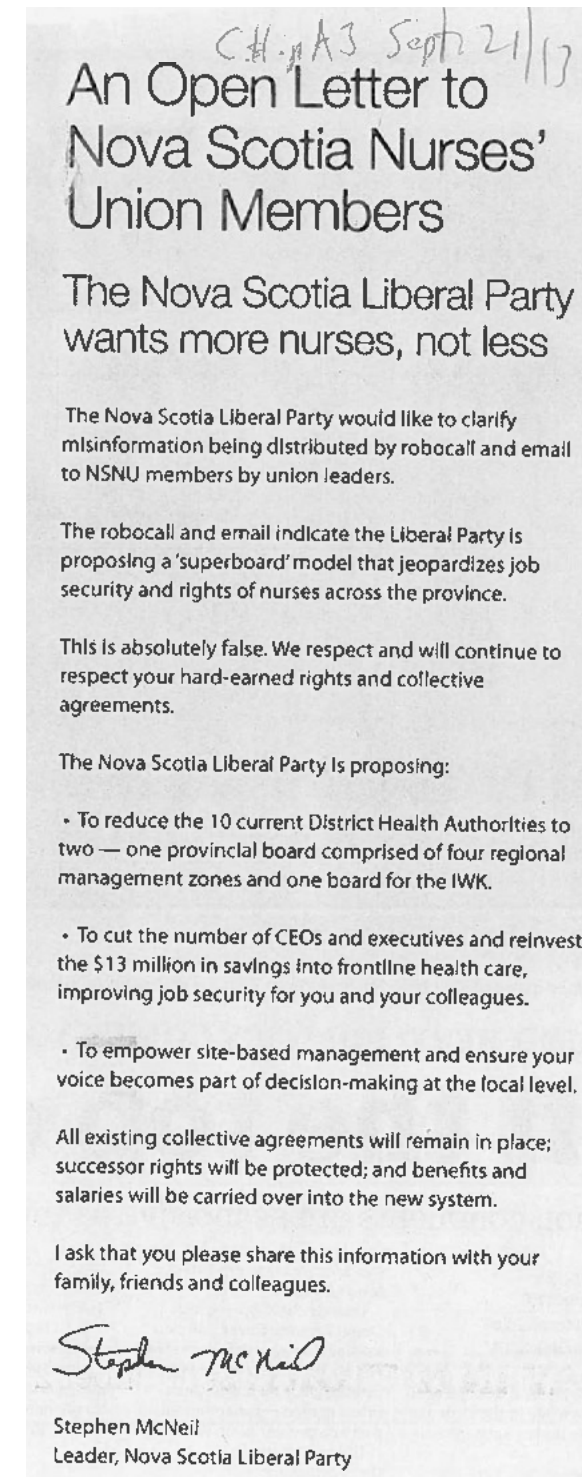 C.H. pA3 Sept 21/13
An Open Letter to
Nova Scotia Nurses'
Union Members
The Nova Scotia Liberal Party
wants more nurses, not less
The Nova Scotia Liberal Party would like to clarify
misinformation being distributed by robocall and email
to NSNU members by union leaders.
The robocall and email indicate the Liberal Party is
proposing a 'superboard' model that jeopardizes job
security and rights of nurses across the province.
This is absolutely false. We respect and will continue to
respect your hard-earned rights and collective
agreements.
The Nova Scotia Liberal Party is proposing:
• To reduce the 10 current District Health Authorities to
two — one provincial board comprised of four regional
management zones and one board for the IWK.
• To cut the number of CEOs and executives and reinvest
the $13 million in savings into frontline health care,
improving job security for you and your colleagues.
• To empower site-based management and ensure your
voice becomes part of decision-making at the local level.
All existing collective agreements will remain in place;
successor rights will be protected; and benefits and
salaries will be carried over into the new system.
I ask that you please share this information with your
family, friends and colleagues.
Stephen McNeil
Stephen McNeil
Leader, Nova Scotia Liberal Party